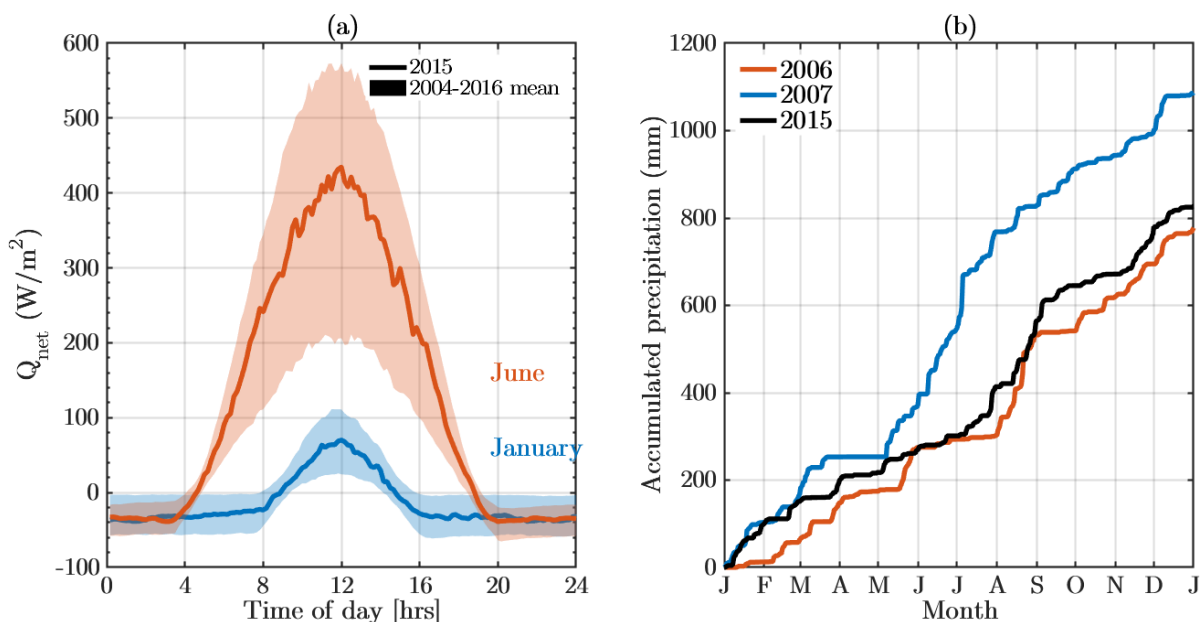 (a)
600
500
400
300
200
100
0
-100
Q_net (W/m²)
2015
2004-2016 mean
June
January
0 4 8 12 16 20 24
Time of day [hrs]
(b)
1200
1000
800
600
400
200
0
Accumulated precipitation (mm)
2006
2007
2015
J F M A M J J A S O N D J
Month